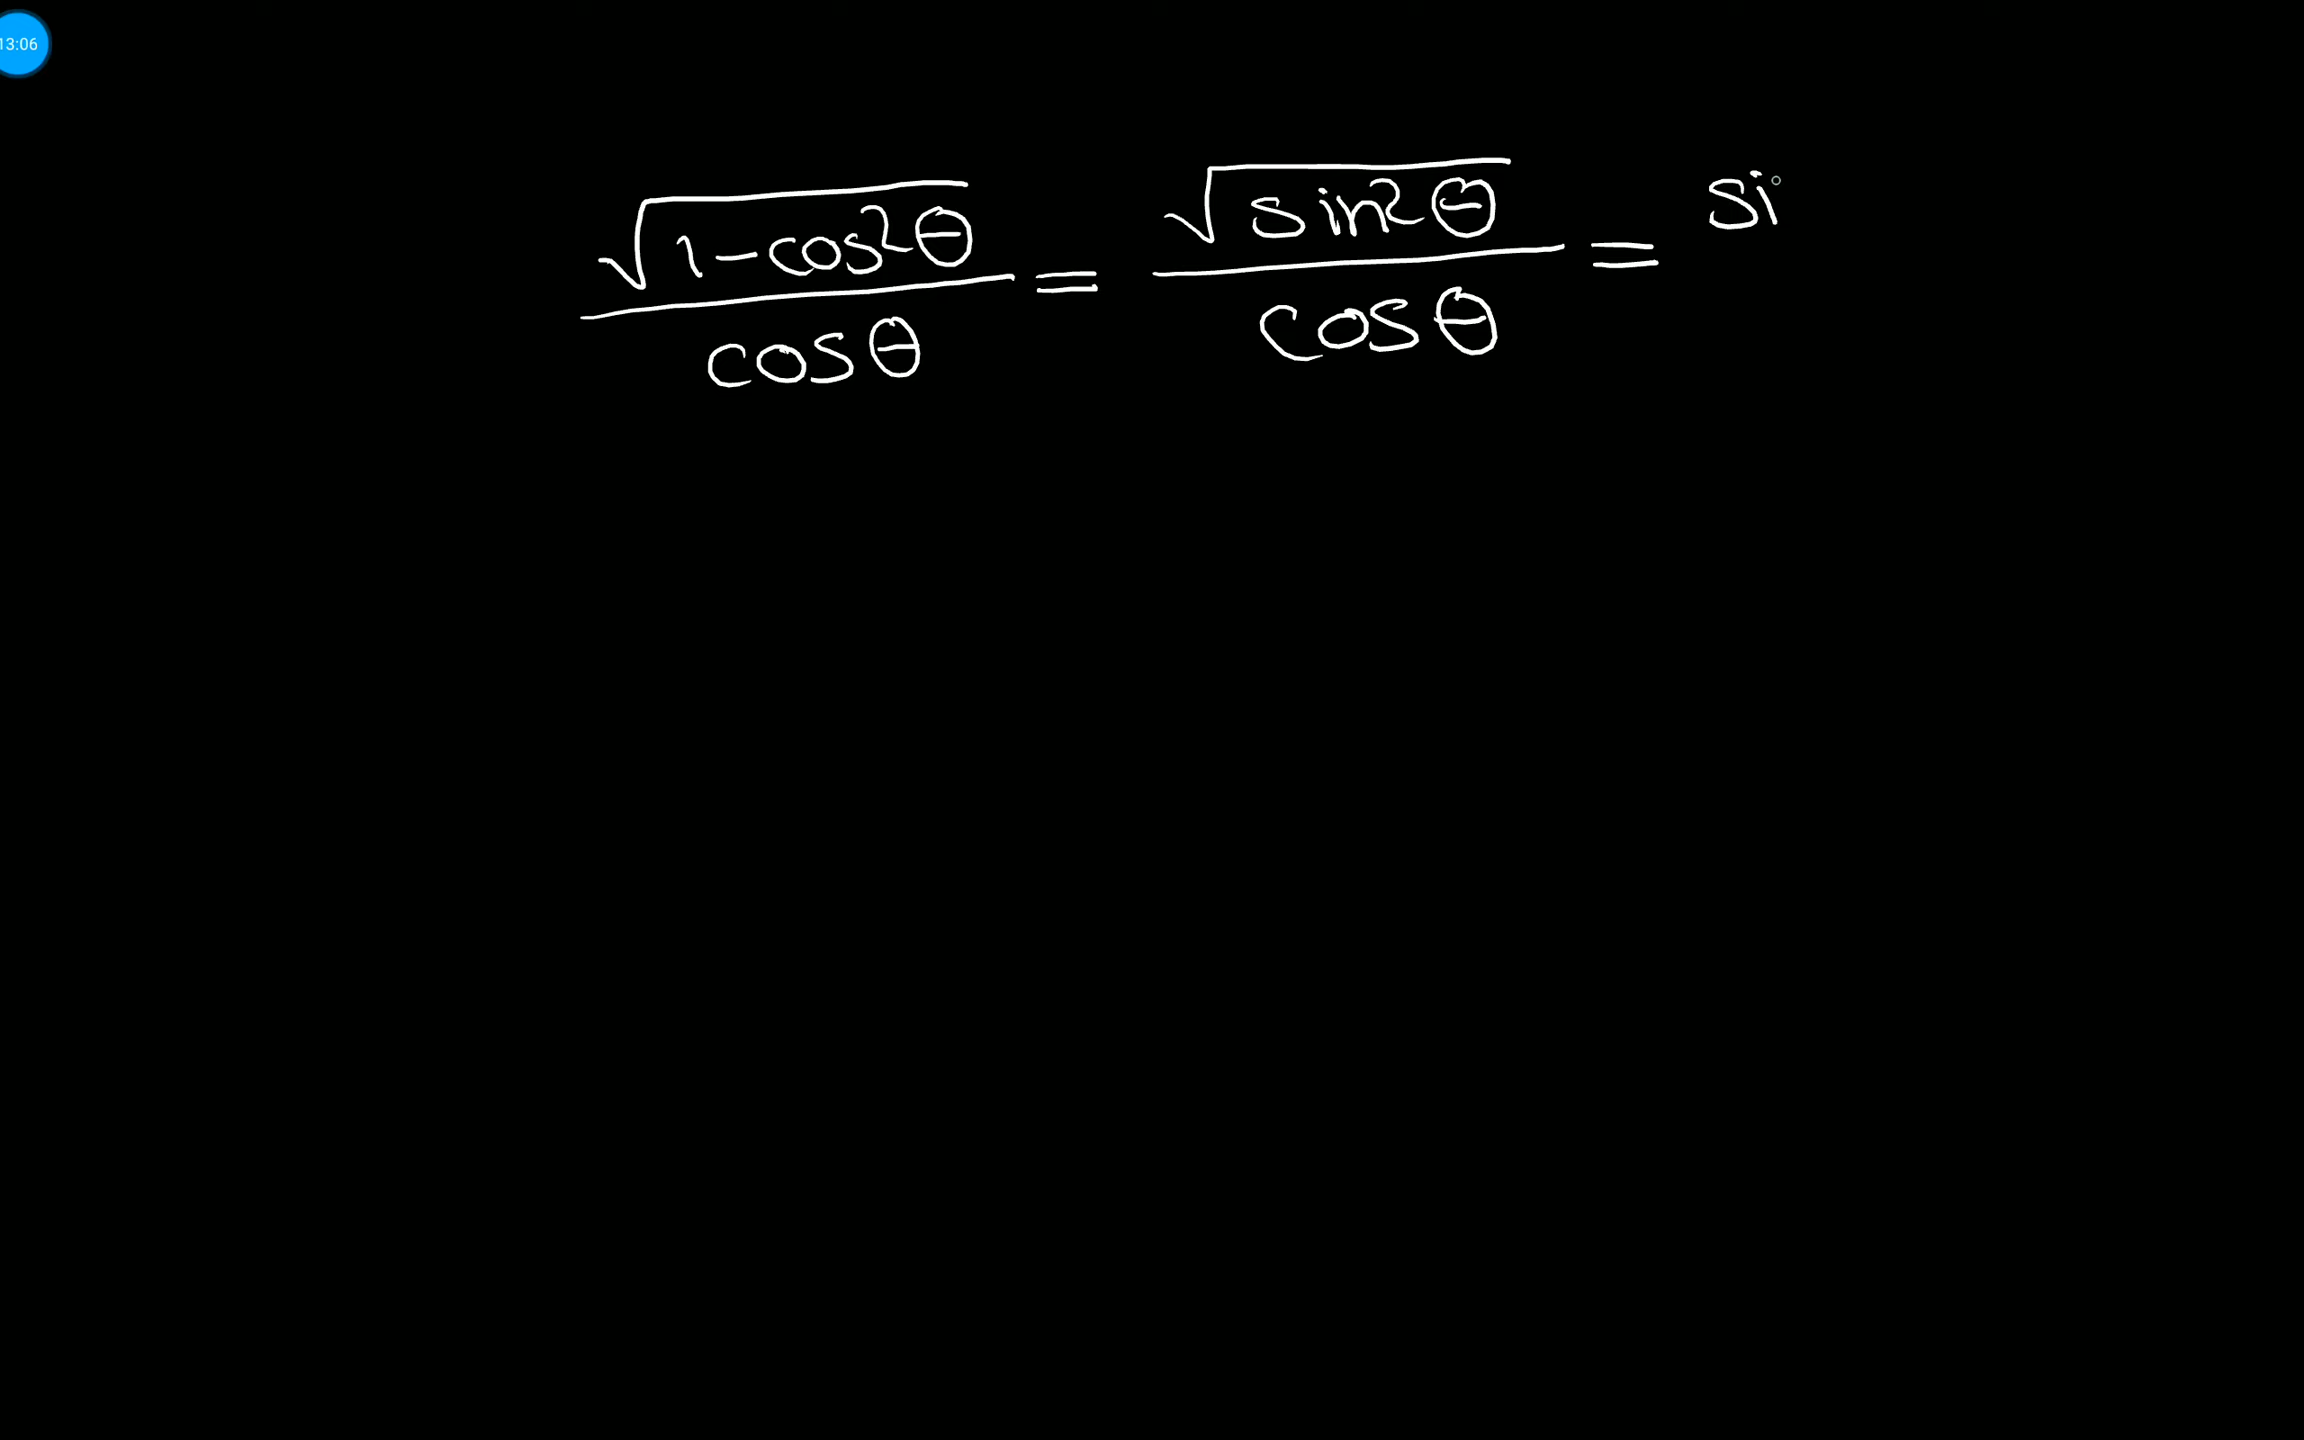 13:06
√(1-cos²θ) / cosθ = √(sin²θ) / cosθ = si